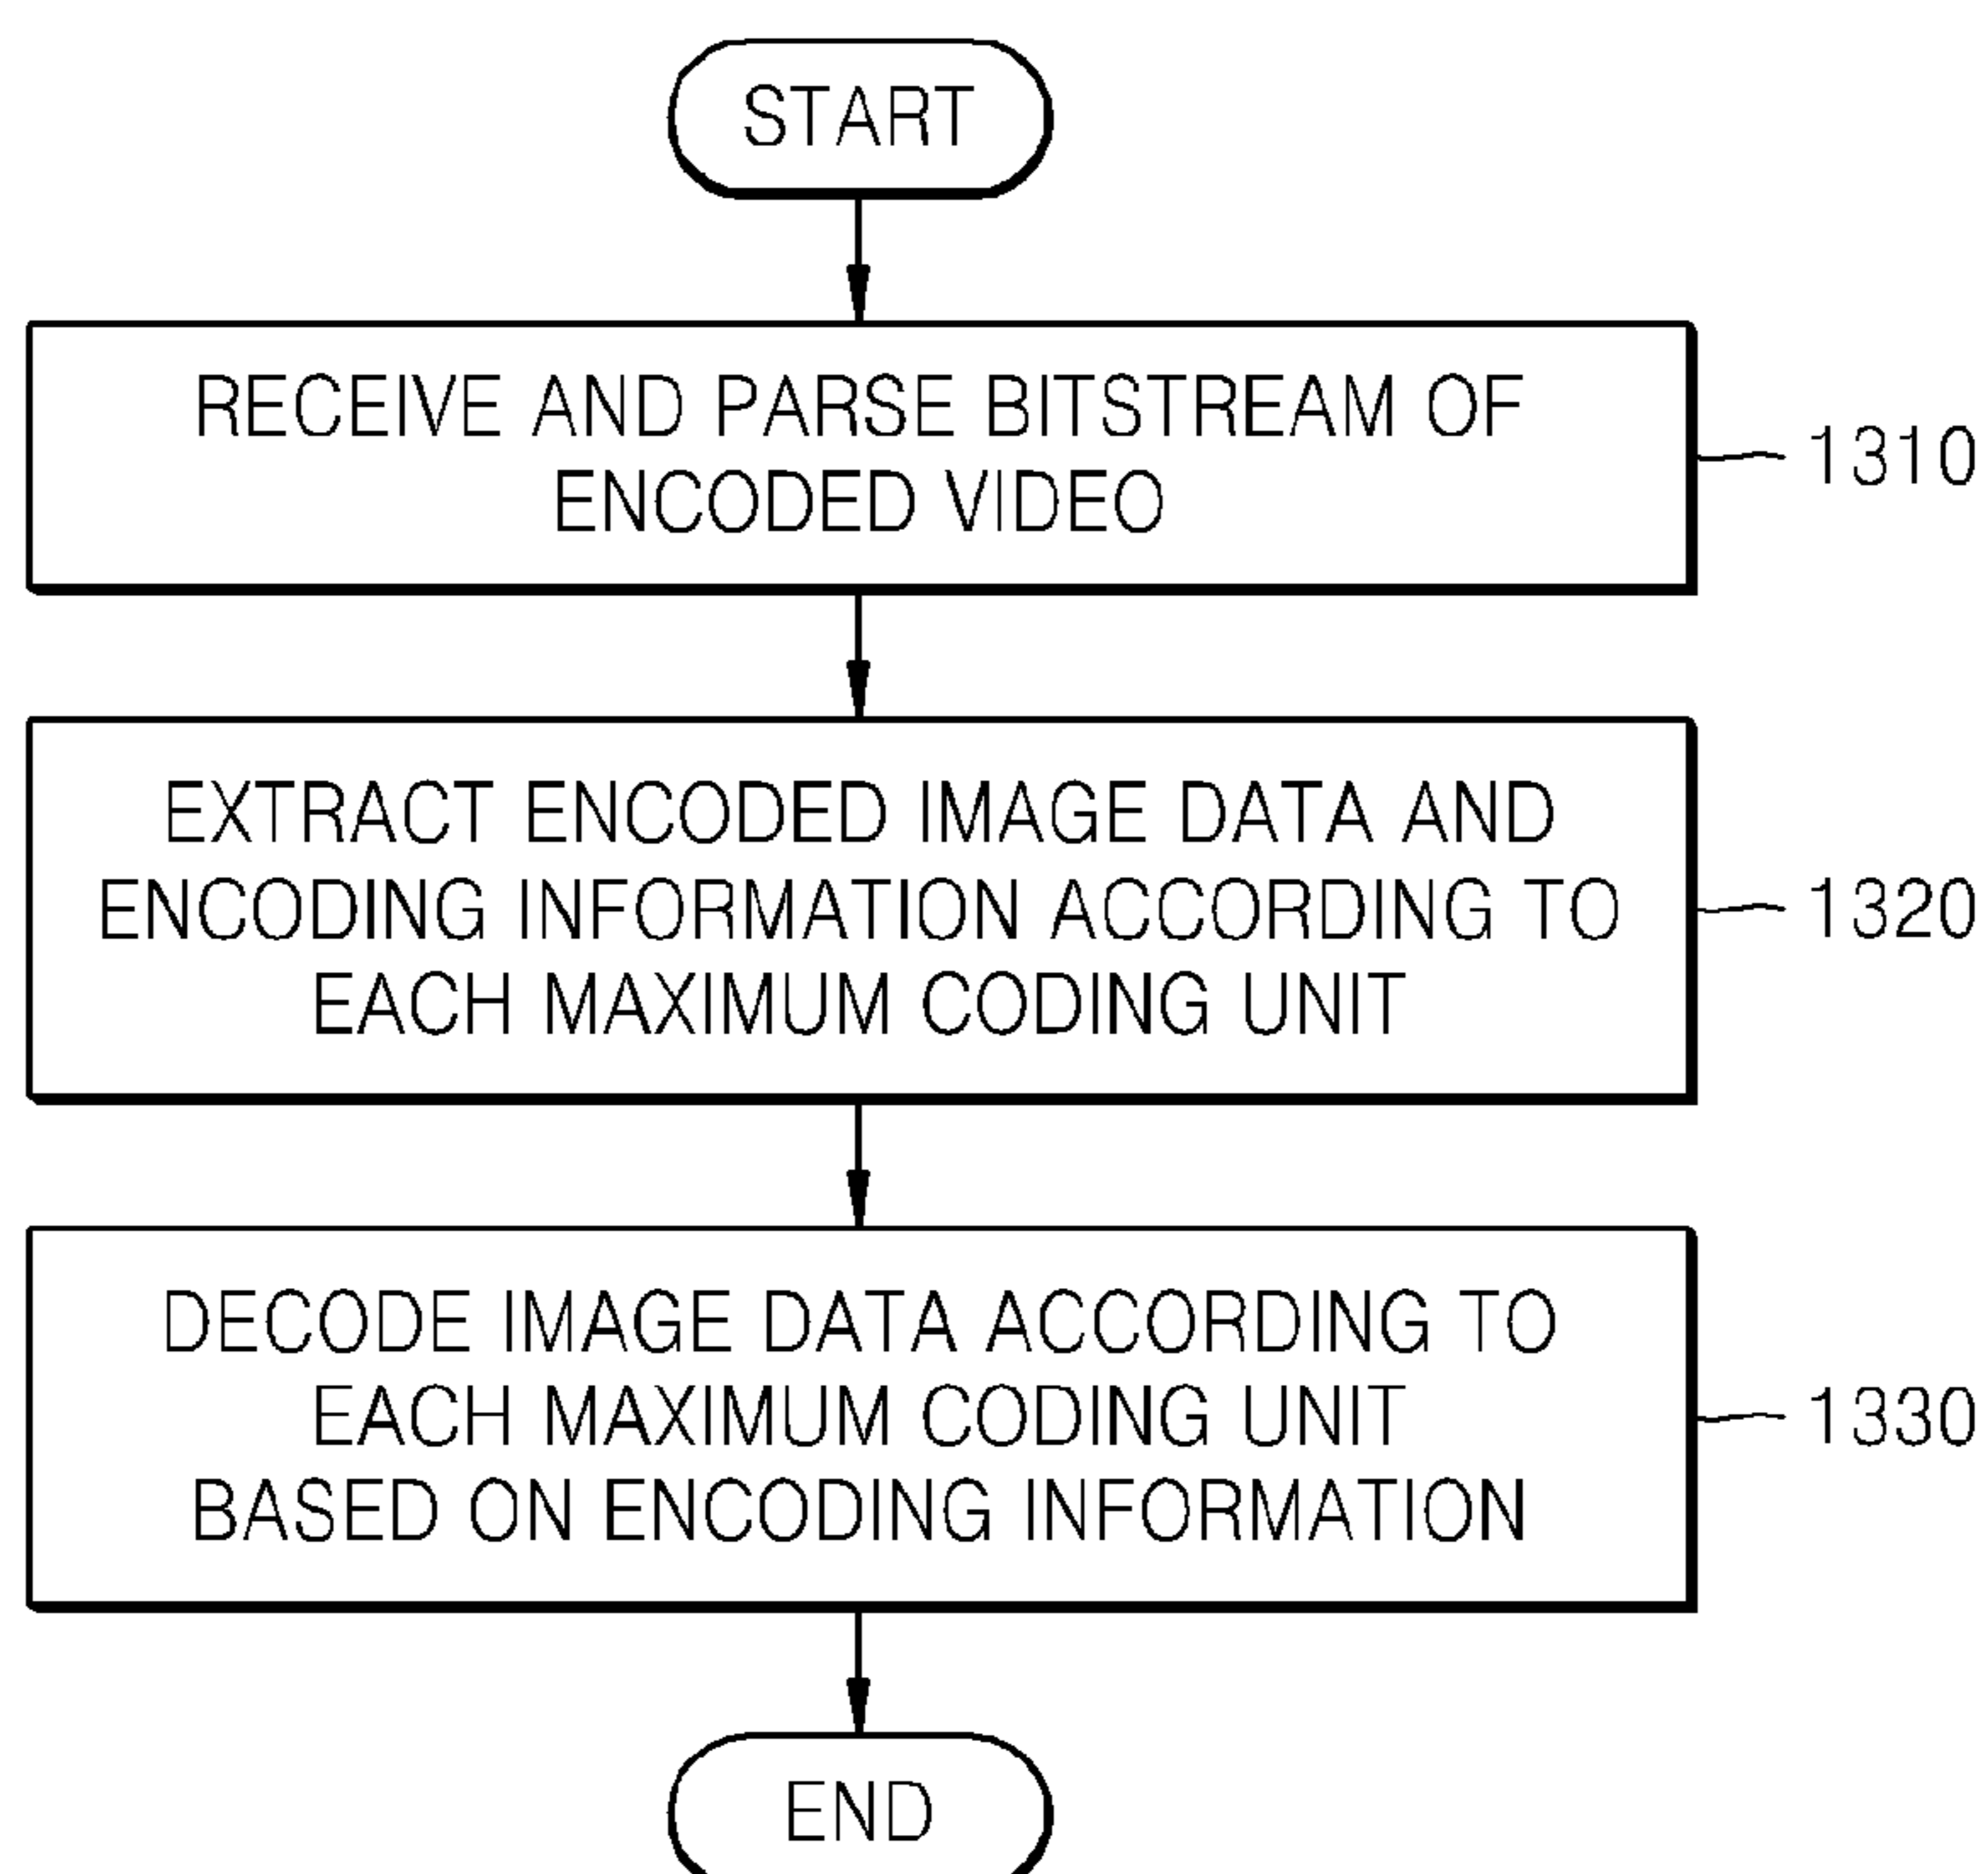 START
RECEIVE AND PARSE BITSTREAM OF
ENCODED VIDEO
1310
EXTRACT ENCODED IMAGE DATA AND
ENCODING INFORMATION ACCORDING TO
EACH MAXIMUM CODING UNIT
1320
DECODE IMAGE DATA ACCORDING TO
EACH MAXIMUM CODING UNIT
BASED ON ENCODING INFORMATION
1330
END